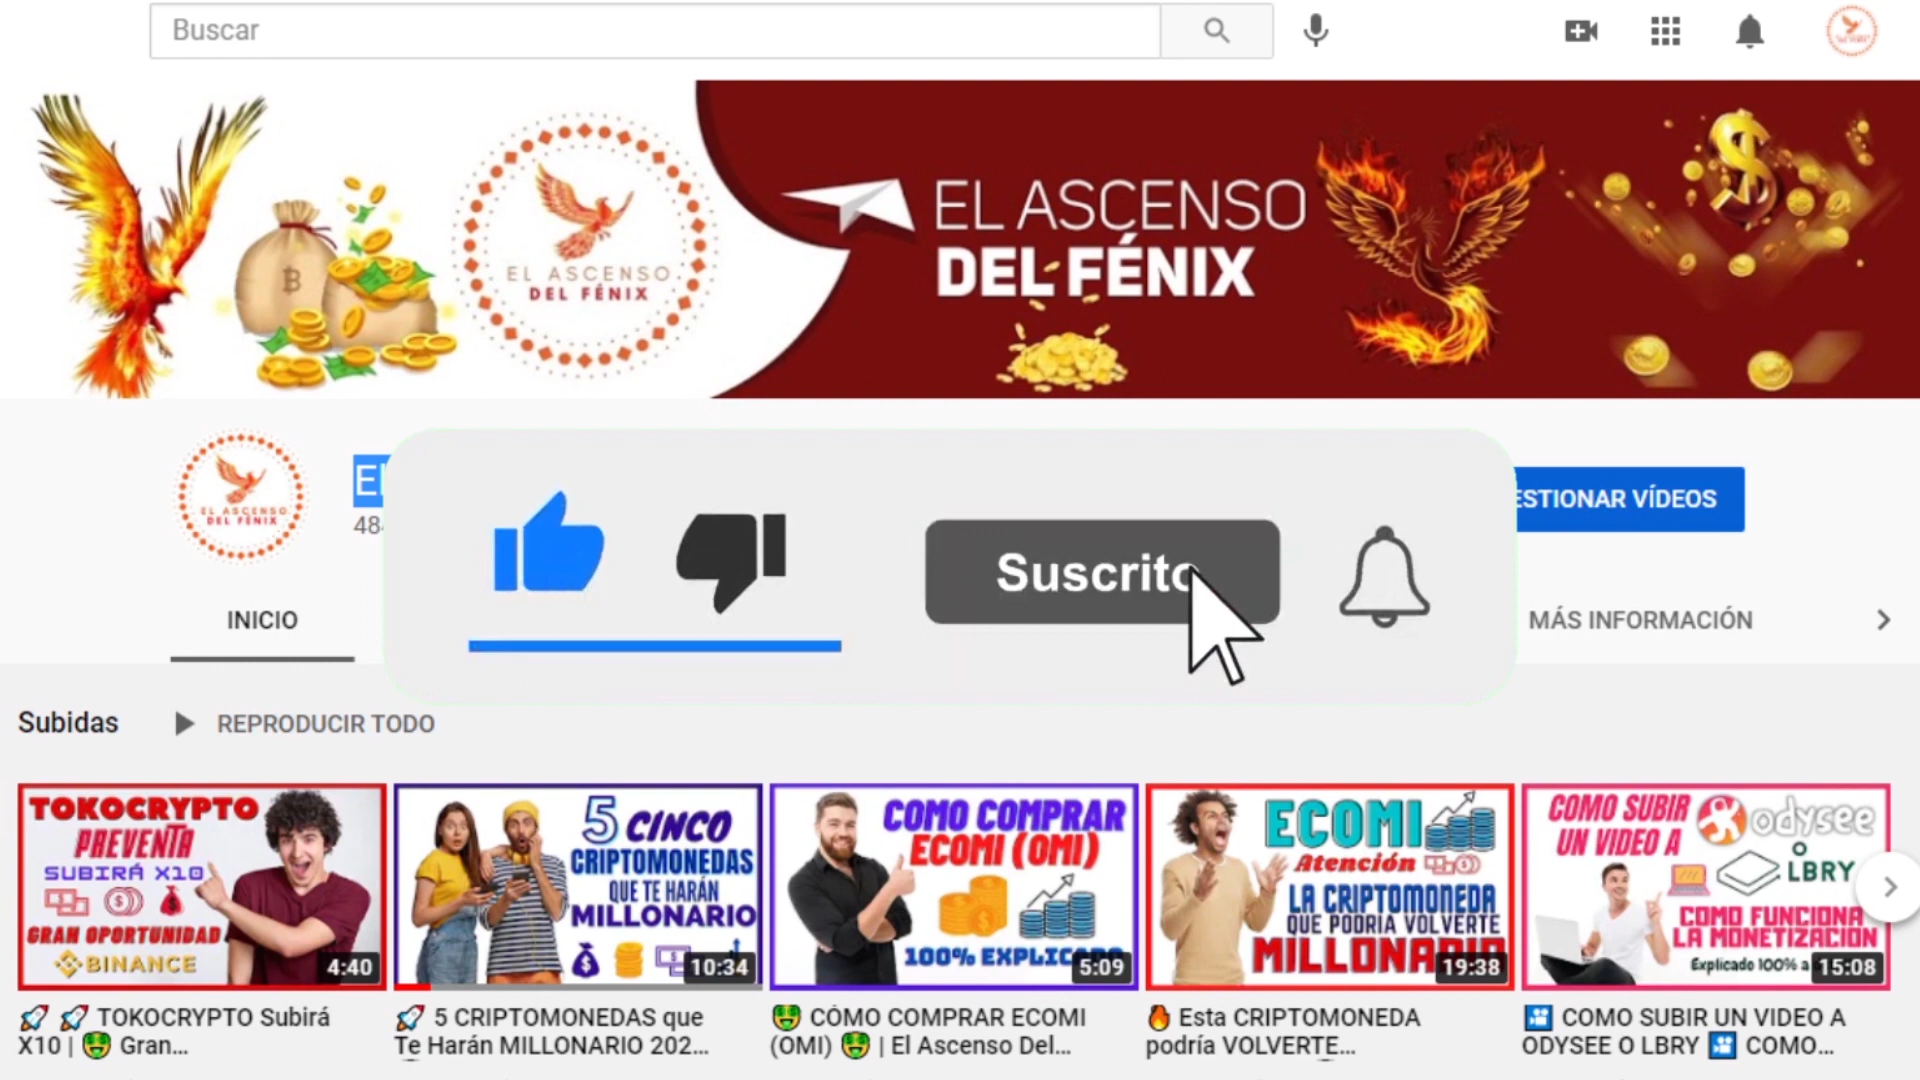 Buscar
EL ASCENSO
DEL FÉNIX
EL ASCENSO
DEL FÉNIX
EL ASCENSO
DEL FÉNIX
El
48
ESTIONAR VÍDEOS
Suscrito
INICIO
MÁS INFORMACIÓN
Subidas
REPRODUCIR TODO
TOKOCRYPTO
PREVENTA
SUBIRÁ X10
GRAN OPORTUNIDAD
BINANCE
4:40
5 CINCO
CRIPTOMONEDAS
QUE TE HARÁN
MILLONARIO
10:34
COMO COMPRAR
ECOMI (OMI)
100% EXPLICADO
5:09
ECOMI
Atención
LA CRIPTOMONEDA
QUE PODRIA VOLVERTE
MILLONARIO
19:38
COMO SUBIR
UN VIDEO A
odysee
O
LBRY
COMO FUNCIONA
LA MONETIZACION
Explicado 100% a
15:08
🚀 🚀 TOKOCRYPTO Subirá
X10 | 🤑 Gran...
🚀 5 CRIPTOMONEDAS que
Te Harán MILLONARIO 202...
🤑 CÓMO COMPRAR ECOMI
(OMI) 🤑 | El Ascenso Del...
🔥 Esta CRIPTOMONEDA
podría VOLVERTE...
🎦 COMO SUBIR UN VIDEO A
ODYSEE O LBRY 🎦 COMO...